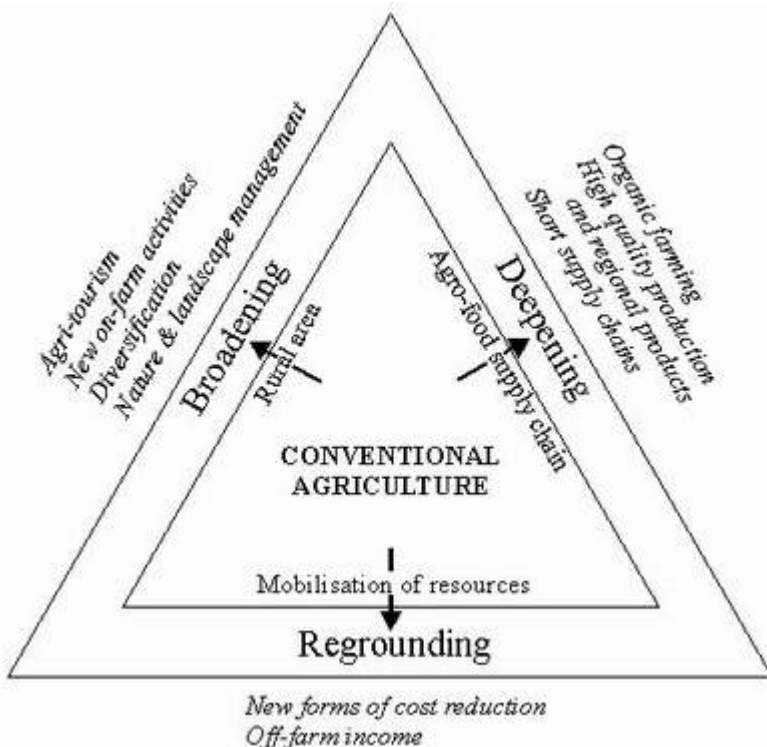 Agri-tourism
New on-farm activities
Diversification
Nature & landscape management
Broadening
Rural area
Organic farming
High quality production
and regional products
Short supply chains
Deepening
Agro-food supply chain
CONVENTIONAL
AGRICULTURE
Mobilisation of resources
Regrounding
New forms of cost reduction
Off-farm income